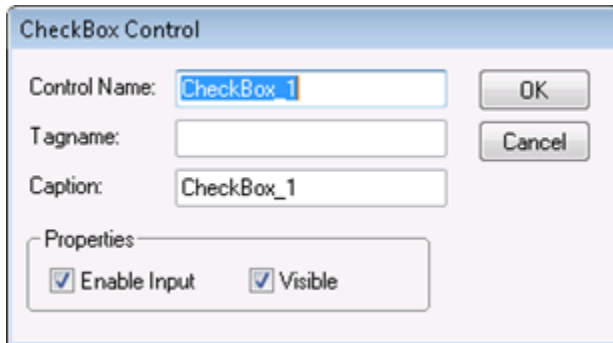 CheckBox Control
Control Name: CheckBox_1 OK
Tagname: Cancel
Caption: CheckBox_1
Properties
Enable Input Visible